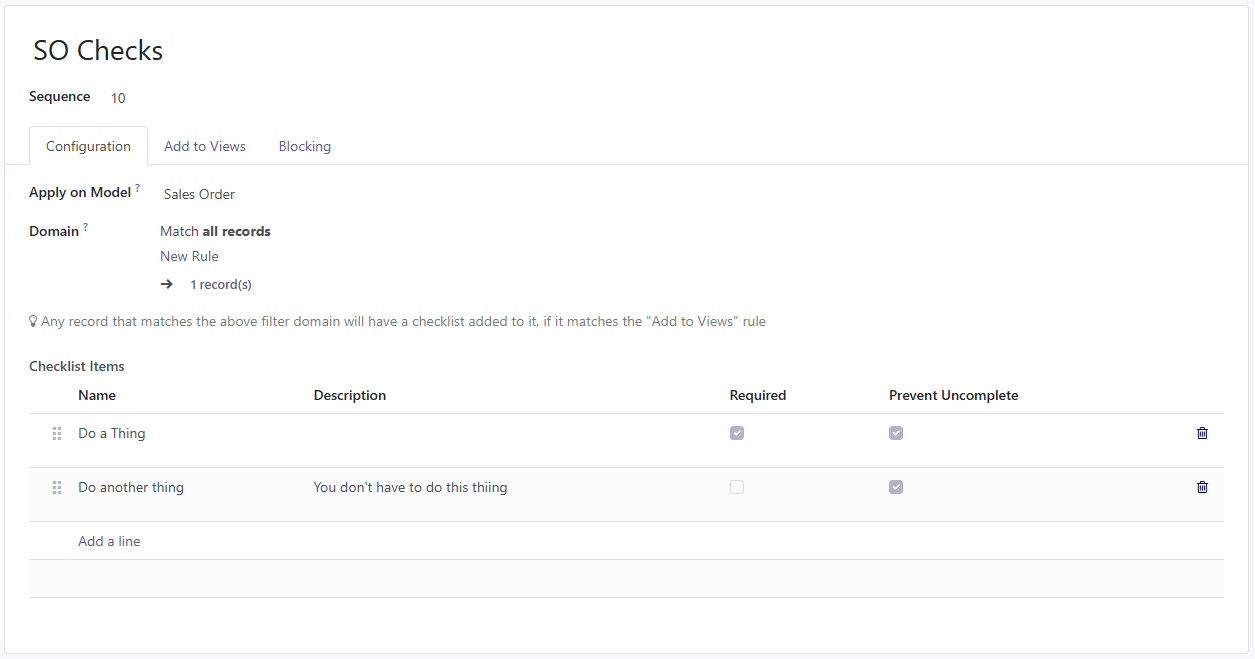 SO Checks
Sequence 10
Configuration Add to Views Blocking
Apply on Model ? Sales Order
Domain ? Match all records
New Rule
→ 1 record(s)
Any record that matches the above filter domain will have a checklist added to it, if it matches the "Add to Views" rule
Checklist Items
Name Description Required Prevent Uncomplete
Do a Thing
Do another thing You don't have to do this thiing
Add a line